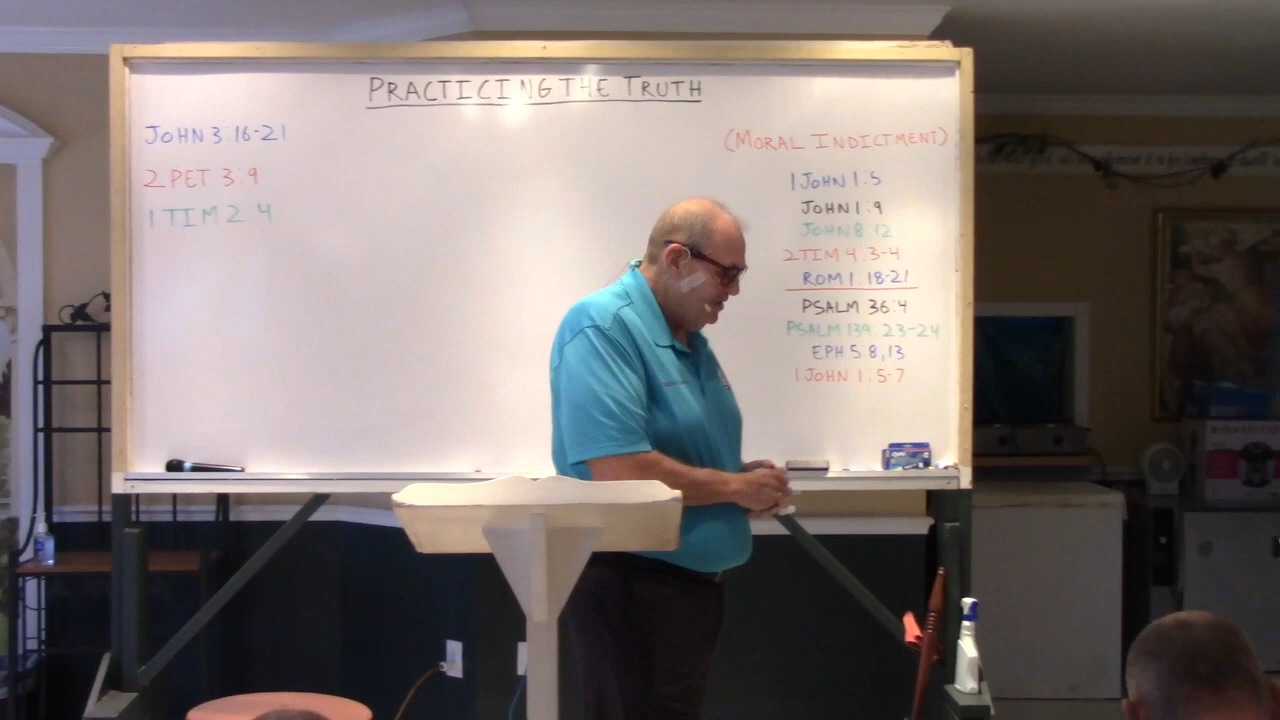 PRACTICING THE TRUTH
JOHN 3:16-21
2 PET 3:9
1 TIM 2:4
(MORAL INDICTMENT)
1 JOHN 1:5
JOHN 1:9
JOHN 8:12
2 TIM 4:3-4
ROM 1:18-21
PSALM 36:4
PSALM 139:23-24
EPH 5:8,13
1 JOHN 1:5-7